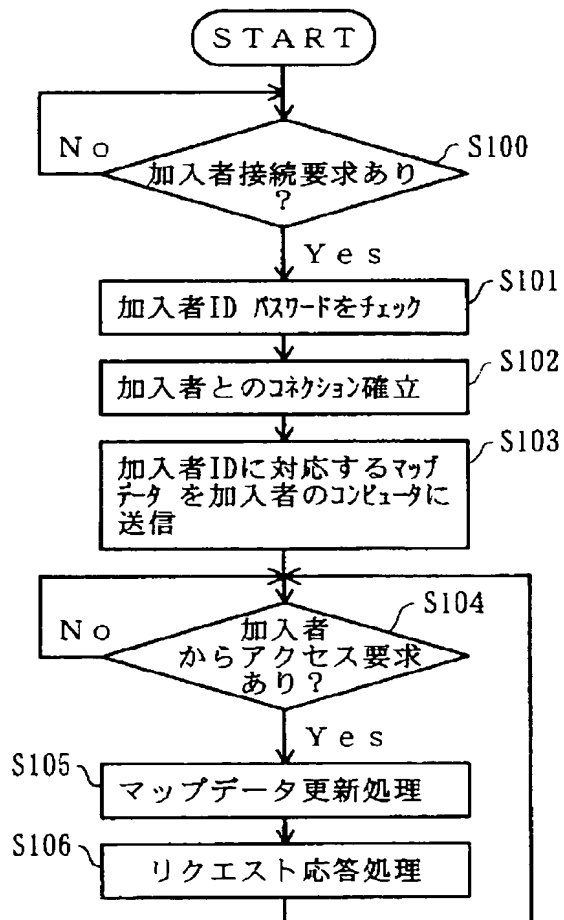 START
No
加入者接続要求あり
?
S100
Yes
加入者ID パスワードをチェック
S101
加入者とのコネクション確立
S102
加入者IDに対応するマップ
データ を加入者のコンピュータに
送信
S103
No
加入者
からアクセス要求
あり?
S104
Yes
S105
マップデータ更新処理
S106
リクエスト応答処理